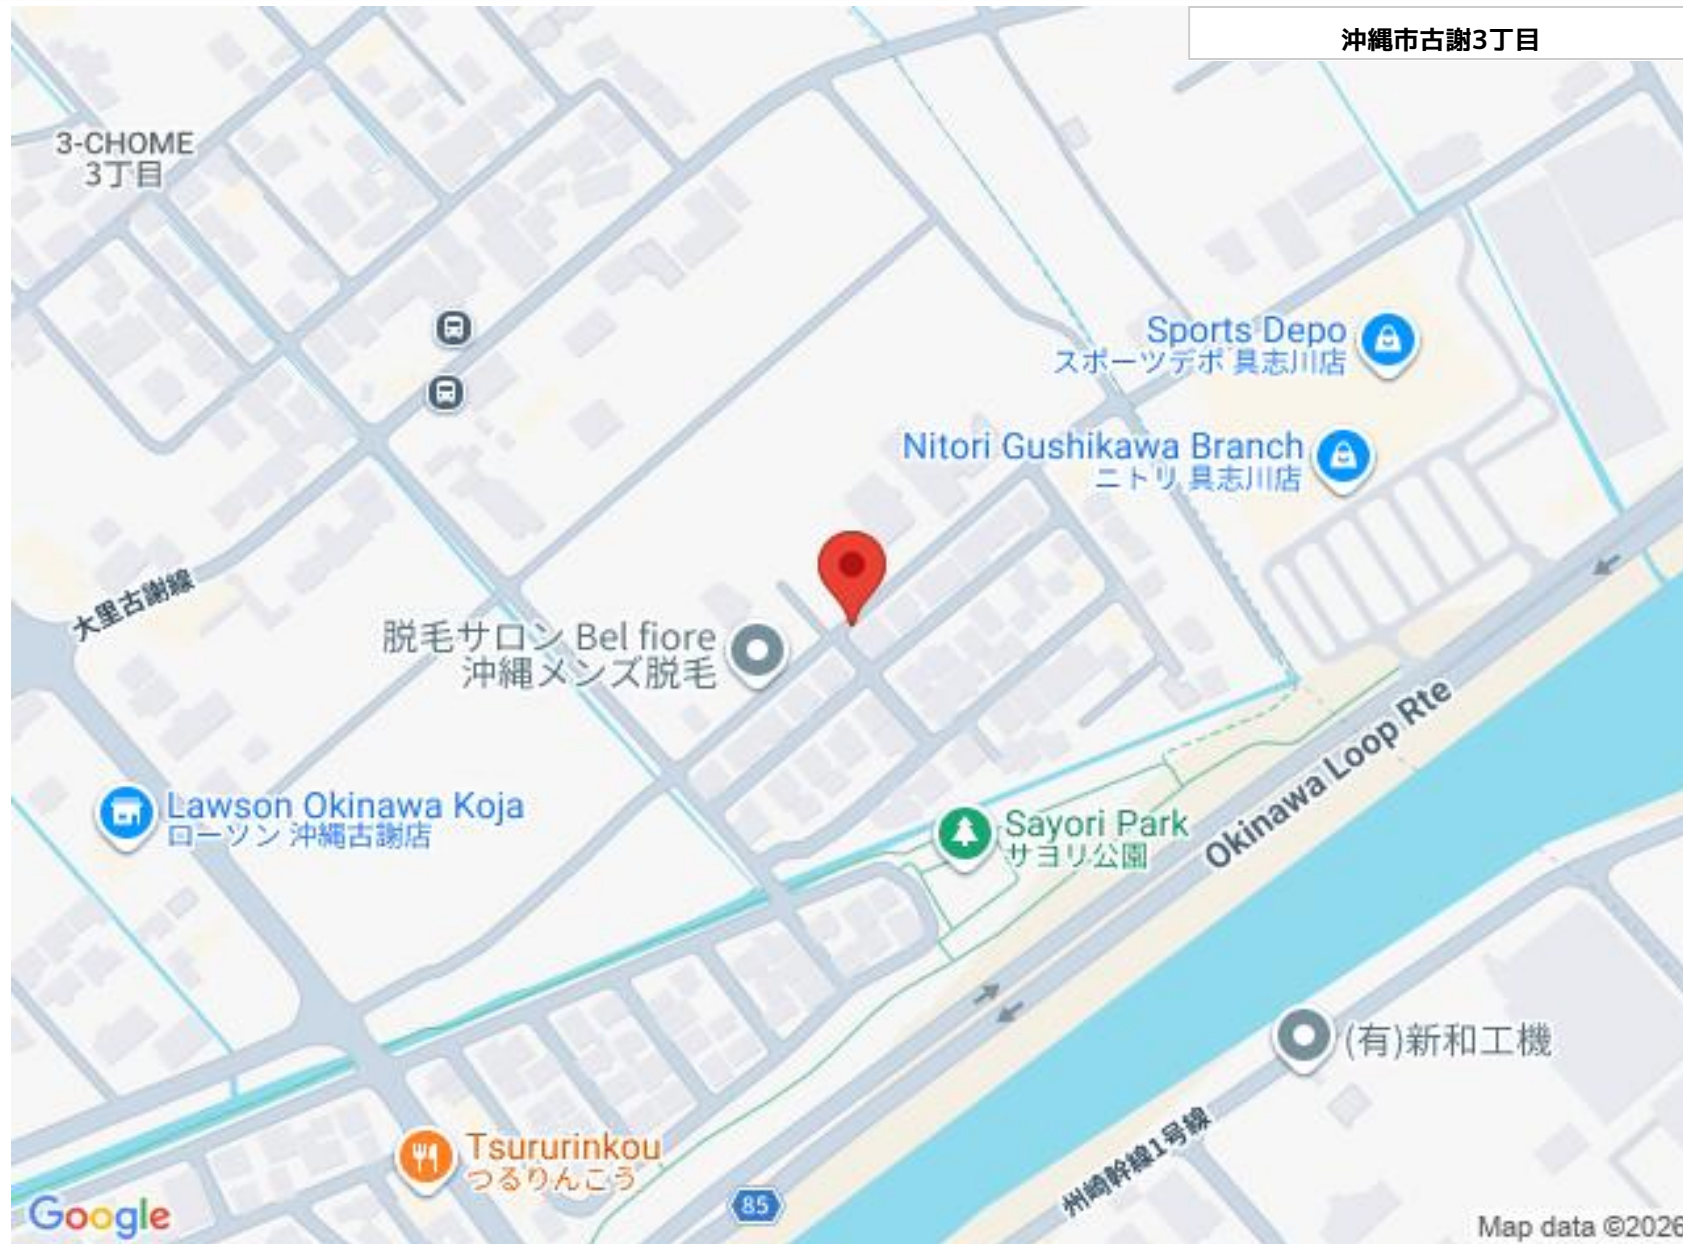 沖縄市古謝3丁目
3-CHOME
3丁目
Sports Depo
スポーツデポ 具志川店
Nitori Gushikawa Branch
ニトリ 具志川店
大里古謝線
脱毛サロン Bel fiore
沖縄メンズ脱毛
Okinawa Loop Rte
Lawson Okinawa Koja
ローソン 沖縄古謝店
Sayori Park
サヨリ公園
(有)新和工機
Tsururinkou
つるりんこう
州崎幹線1号線
85
Google
Map data ©2026